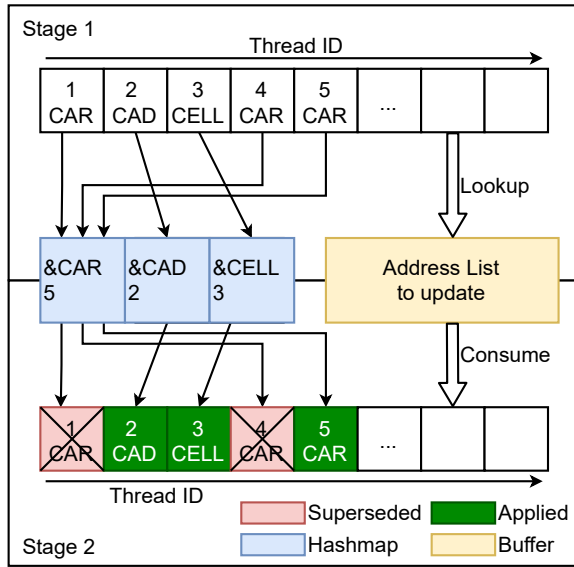 Stage 1
Thread ID
1 2 3 4 5
CAR CAD CELL CAR CAR ...
Lookup
&CAR &CAD &CELL
5 2 3
Address List
to update
Consume
1 2 3 4 5
CAR CAD CELL CAR CAR ...
Thread ID
Superseded Applied
Hashmap Buffer
Stage 2